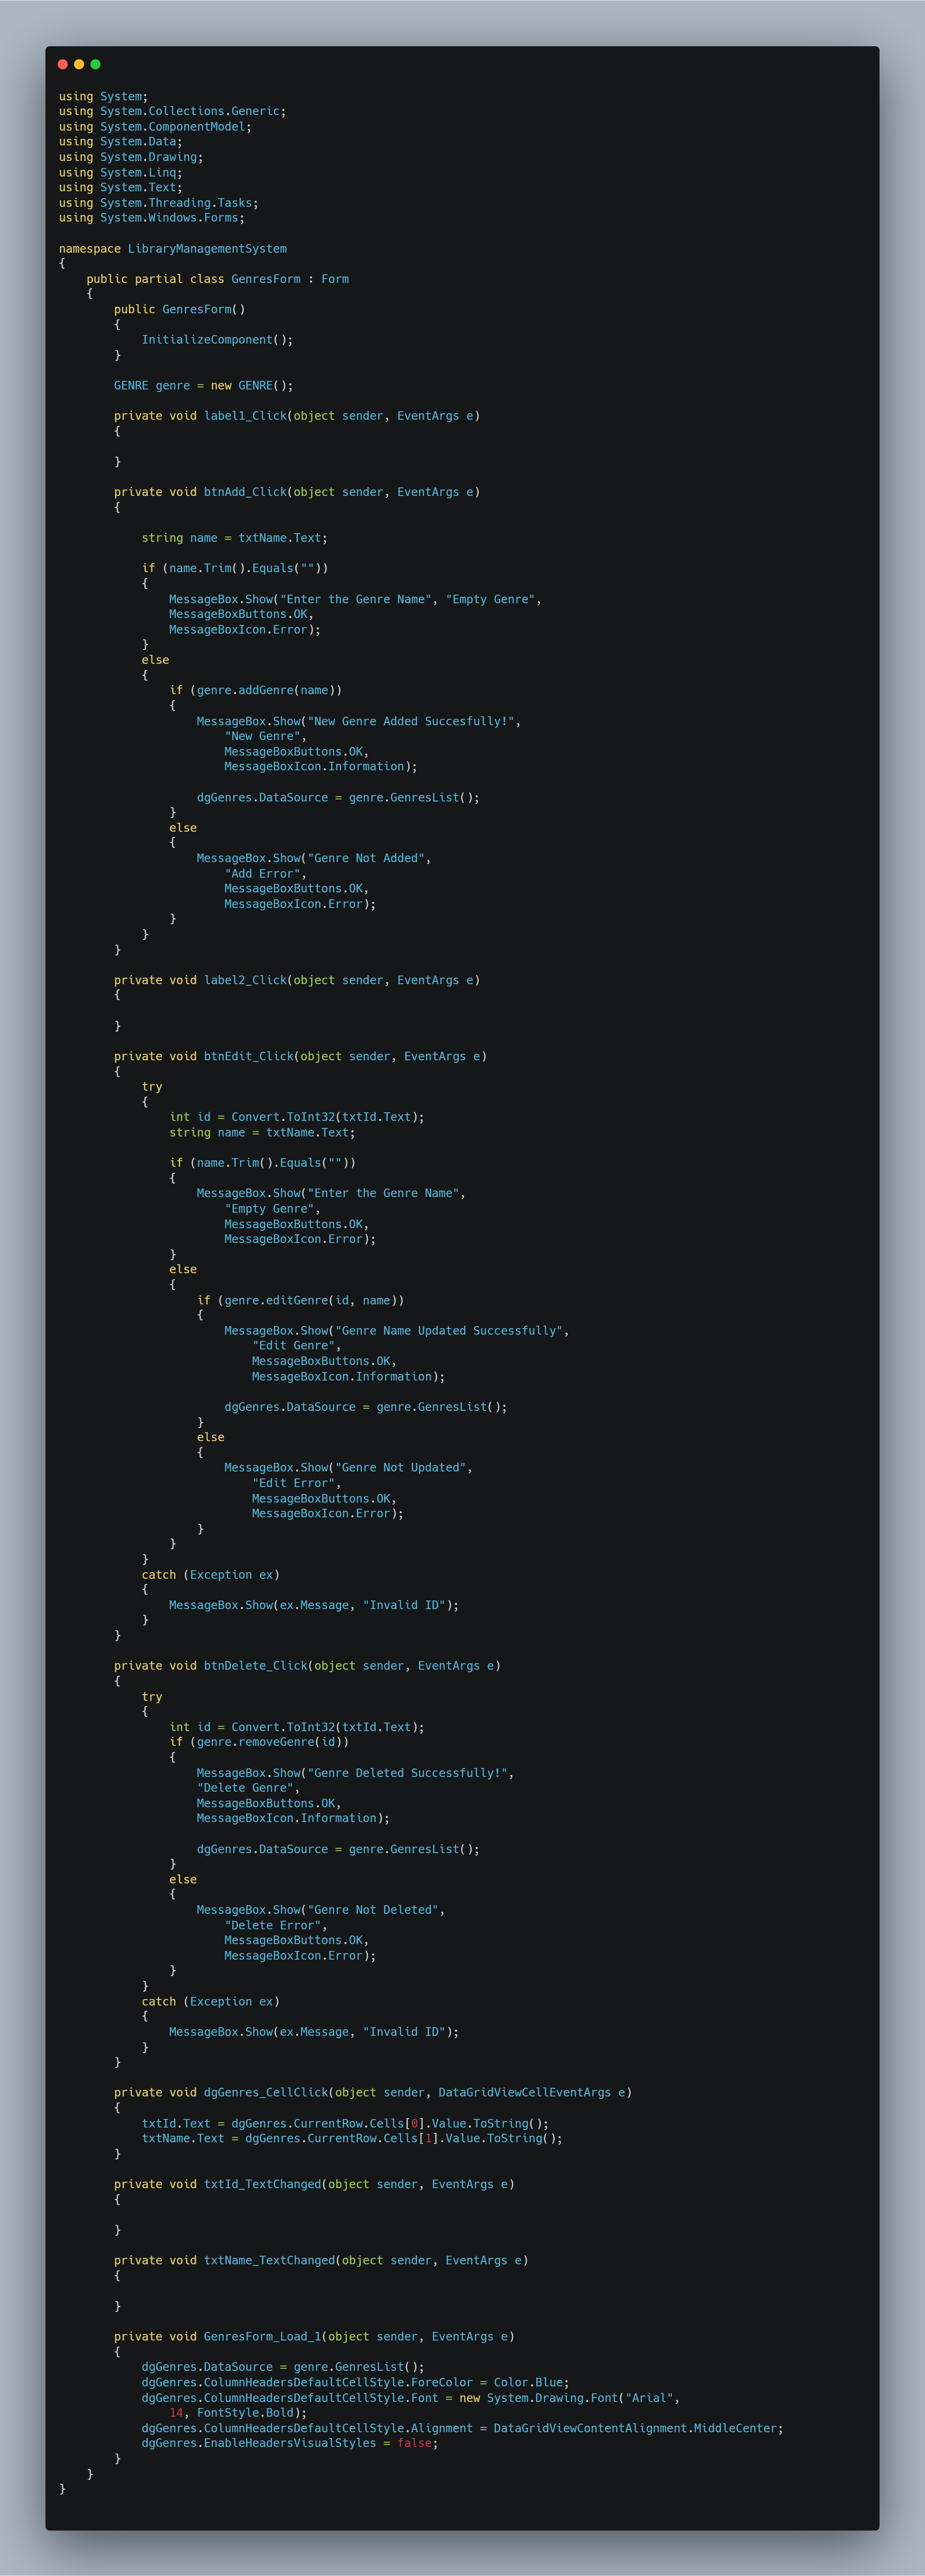 using System;
using System.Collections.Generic;
using System.ComponentModel;
using System.Data;
using System.Drawing;
using System.Linq;
using System.Text;
using System.Threading.Tasks;
using System.Windows.Forms;

namespace LibraryManagementSystem
{
    public partial class GenresForm : Form
    {
        public GenresForm()
        {
            InitializeComponent();
        }

        GENRE genre = new GENRE();

        private void label1_Click(object sender, EventArgs e)
        {

        }

        private void btnAdd_Click(object sender, EventArgs e)
        {

            string name = txtName.Text;

            if (name.Trim().Equals(""))
            {
                MessageBox.Show("Enter the Genre Name", "Empty Genre",
                MessageBoxButtons.OK,
                MessageBoxIcon.Error);
            }
            else
            {
                if (genre.addGenre(name))
                {
                    MessageBox.Show("New Genre Added Succesfully!",
                        "New Genre",
                        MessageBoxButtons.OK,
                        MessageBoxIcon.Information);

                    dgGenres.DataSource = genre.GenresList();
                }
                else
                {
                    MessageBox.Show("Genre Not Added",
                        "Add Error",
                        MessageBoxButtons.OK,
                        MessageBoxIcon.Error);
                }
            }
        }

        private void label2_Click(object sender, EventArgs e)
        {

        }

        private void btnEdit_Click(object sender, EventArgs e)
        {
            try
            {
                int id = Convert.ToInt32(txtId.Text);
                string name = txtName.Text;

                if (name.Trim().Equals(""))
                {
                    MessageBox.Show("Enter the Genre Name",
                        "Empty Genre",
                        MessageBoxButtons.OK,
                        MessageBoxIcon.Error);
                }
                else
                {
                    if (genre.editGenre(id, name))
                    {
                        MessageBox.Show("Genre Name Updated Successfully",
                            "Edit Genre",
                            MessageBoxButtons.OK,
                            MessageBoxIcon.Information);

                        dgGenres.DataSource = genre.GenresList();
                    }
                    else
                    {
                        MessageBox.Show("Genre Not Updated",
                            "Edit Error",
                            MessageBoxButtons.OK,
                            MessageBoxIcon.Error);
                    }
                }
            }
            catch (Exception ex)
            {
                MessageBox.Show(ex.Message, "Invalid ID");
            }
        }

        private void btnDelete_Click(object sender, EventArgs e)
        {
            try
            {
                int id = Convert.ToInt32(txtId.Text);
                if (genre.removeGenre(id))
                {
                    MessageBox.Show("Genre Deleted Successfully!",
                    "Delete Genre",
                    MessageBoxButtons.OK,
                    MessageBoxIcon.Information);

                    dgGenres.DataSource = genre.GenresList();
                }
                else
                {
                    MessageBox.Show("Genre Not Deleted",
                        "Delete Error",
                        MessageBoxButtons.OK,
                        MessageBoxIcon.Error);
                }
            }
            catch (Exception ex)
            {
                MessageBox.Show(ex.Message, "Invalid ID");
            }
        }

        private void dgGenres_CellClick(object sender, DataGridViewCellEventArgs e)
        {
            txtId.Text = dgGenres.CurrentRow.Cells[0].Value.ToString();
            txtName.Text = dgGenres.CurrentRow.Cells[1].Value.ToString();
        }

        private void txtId_TextChanged(object sender, EventArgs e)
        {

        }

        private void txtName_TextChanged(object sender, EventArgs e)
        {

        }

        private void GenresForm_Load_1(object sender, EventArgs e)
        {
            dgGenres.DataSource = genre.GenresList();
            dgGenres.ColumnHeadersDefaultCellStyle.ForeColor = Color.Blue;
            dgGenres.ColumnHeadersDefaultCellStyle.Font = new System.Drawing.Font("Arial",
                14, FontStyle.Bold);
            dgGenres.ColumnHeadersDefaultCellStyle.Alignment = DataGridViewContentAlignment.MiddleCenter;
            dgGenres.EnableHeadersVisualStyles = false;
        }
    }
}